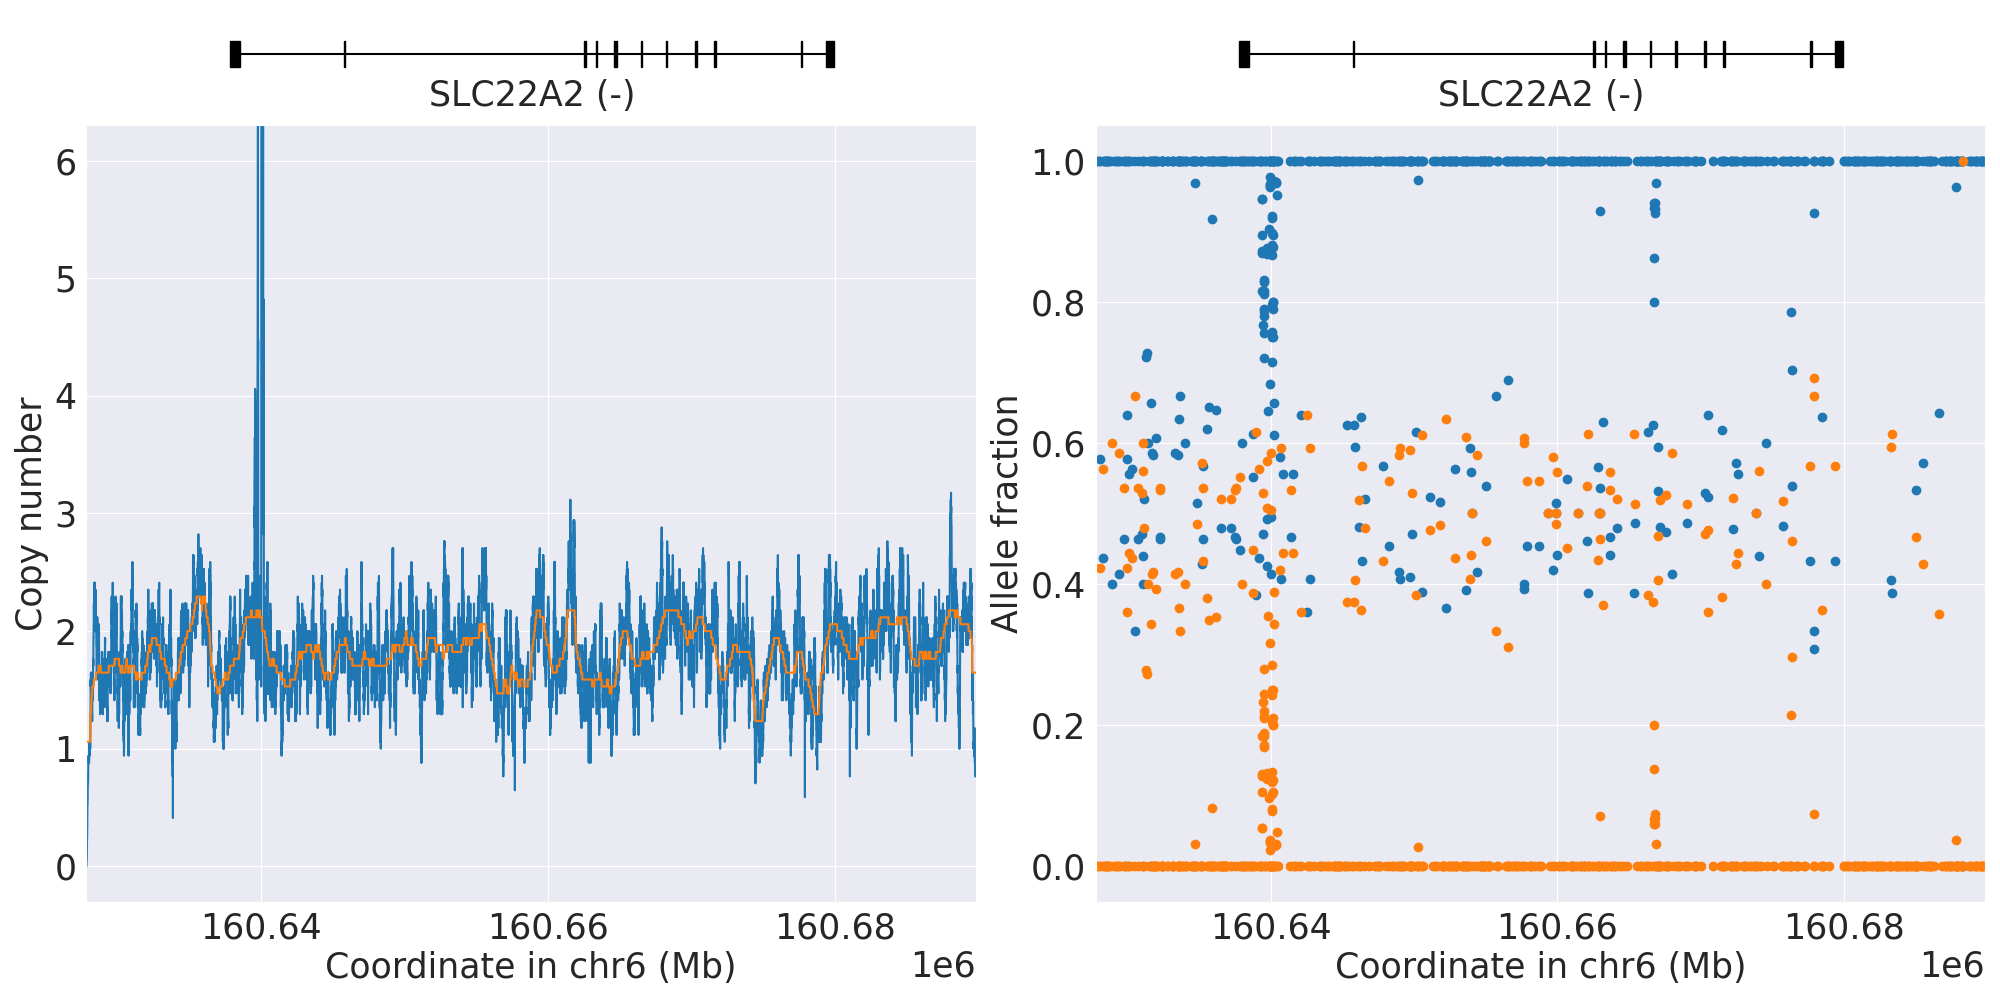 SLC22A2 (-)
6
5
4
3
2
1
0
Copy number
160.64
160.66
160.68
Coordinate in chr6 (Mb)
1e6
SLC22A2 (-)
1.0
0.8
0.6
0.4
0.2
0.0
Allele fraction
160.64
160.66
160.68
Coordinate in chr6 (Mb)
1e6